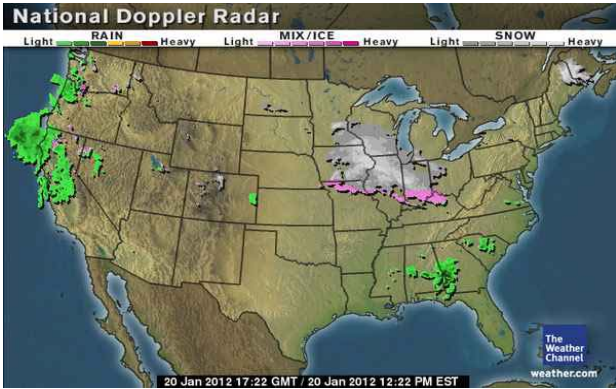 National Doppler Radar
RAIN MIX/ICE SNOW
Light Heavy Light Heavy Light Heavy
The
Weather
Channel
weather.com
20 Jan 2012 17:22 GMT / 20 Jan 2012 12:22 PM EST